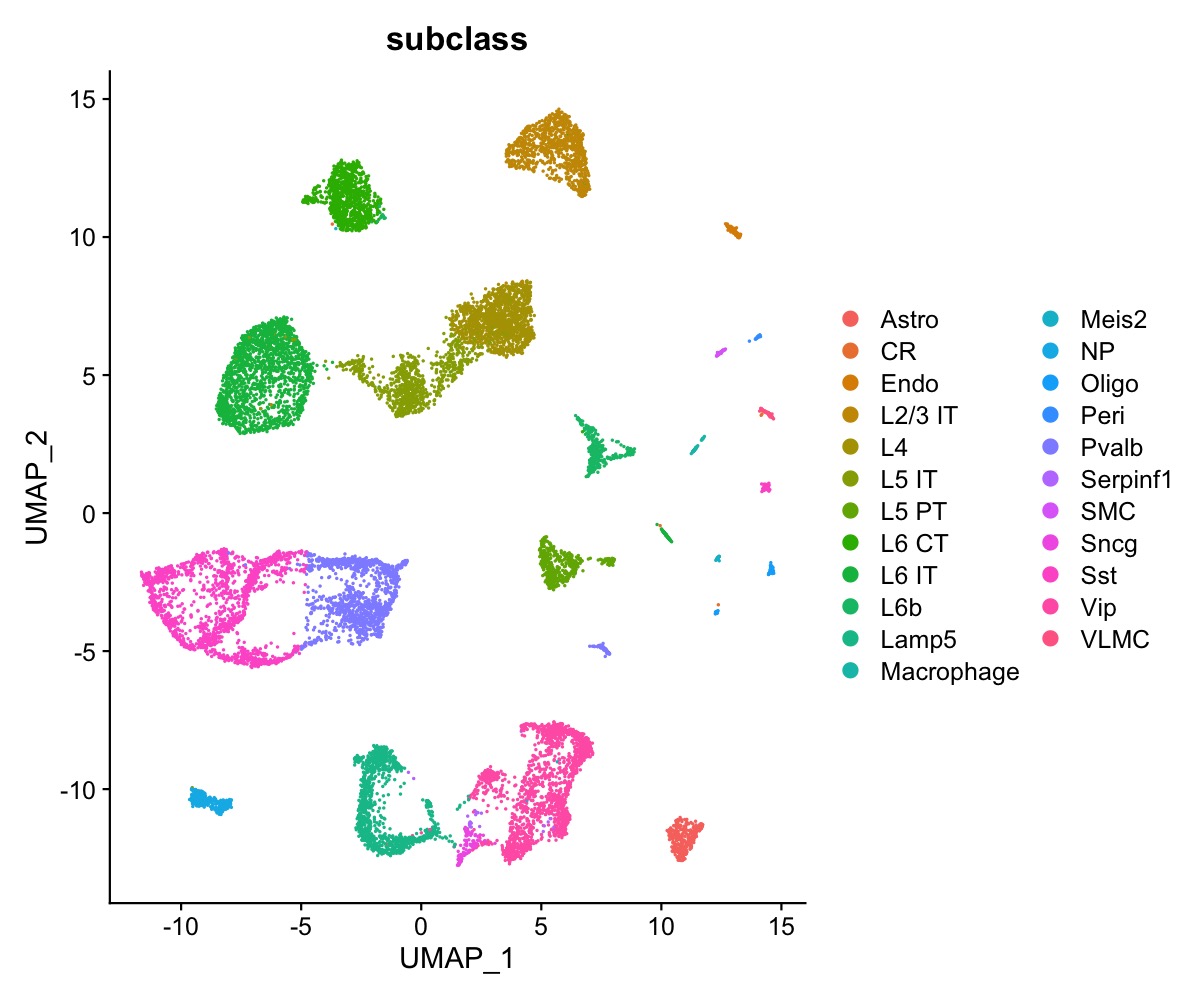 subclass
15
10
5
0
-5
-10
UMAP_2
-10
-5
0
5
10
15
UMAP_1
Astro
CR
Endo
L2/3 IT
L4
L5 IT
L5 PT
L6 CT
L6 IT
L6b
Lamp5
Macrophage
Meis2
NP
Oligo
Peri
Pvalb
Serpinf1
SMC
Sncg
Sst
Vip
VLMC